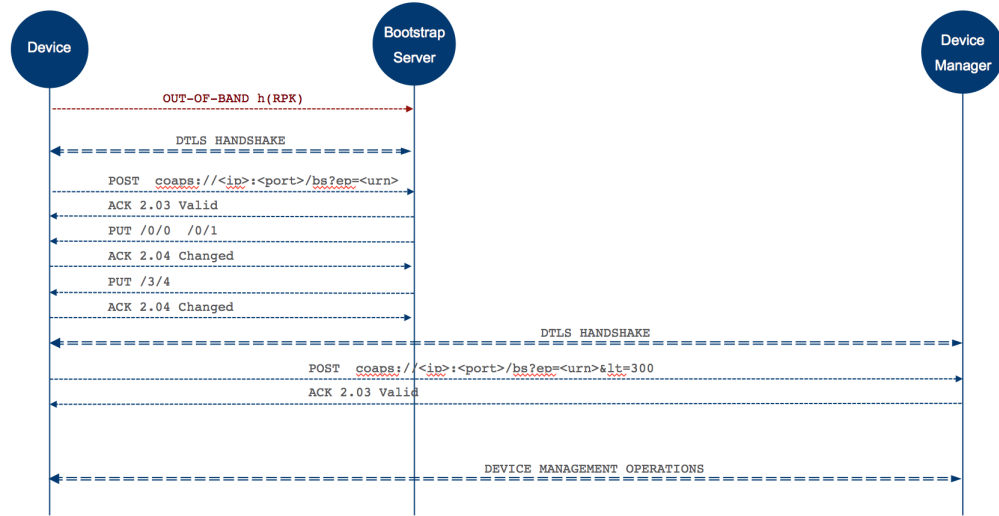 Device
Bootstrap
Server
Device
Manager
OUT-OF-BAND h(RPK)
DTLS HANDSHAKE
POST  coaps://<ip>:<port>/bs?ep=<urn>
ACK 2.03 Valid
PUT /0/0  /0/1
ACK 2.04 Changed
PUT /3/4
ACK 2.04 Changed
DTLS HANDSHAKE
POST  coaps://<ip>:<port>/bs?ep=<urn>&lt=300
ACK 2.03 Valid
DEVICE MANAGEMENT OPERATIONS